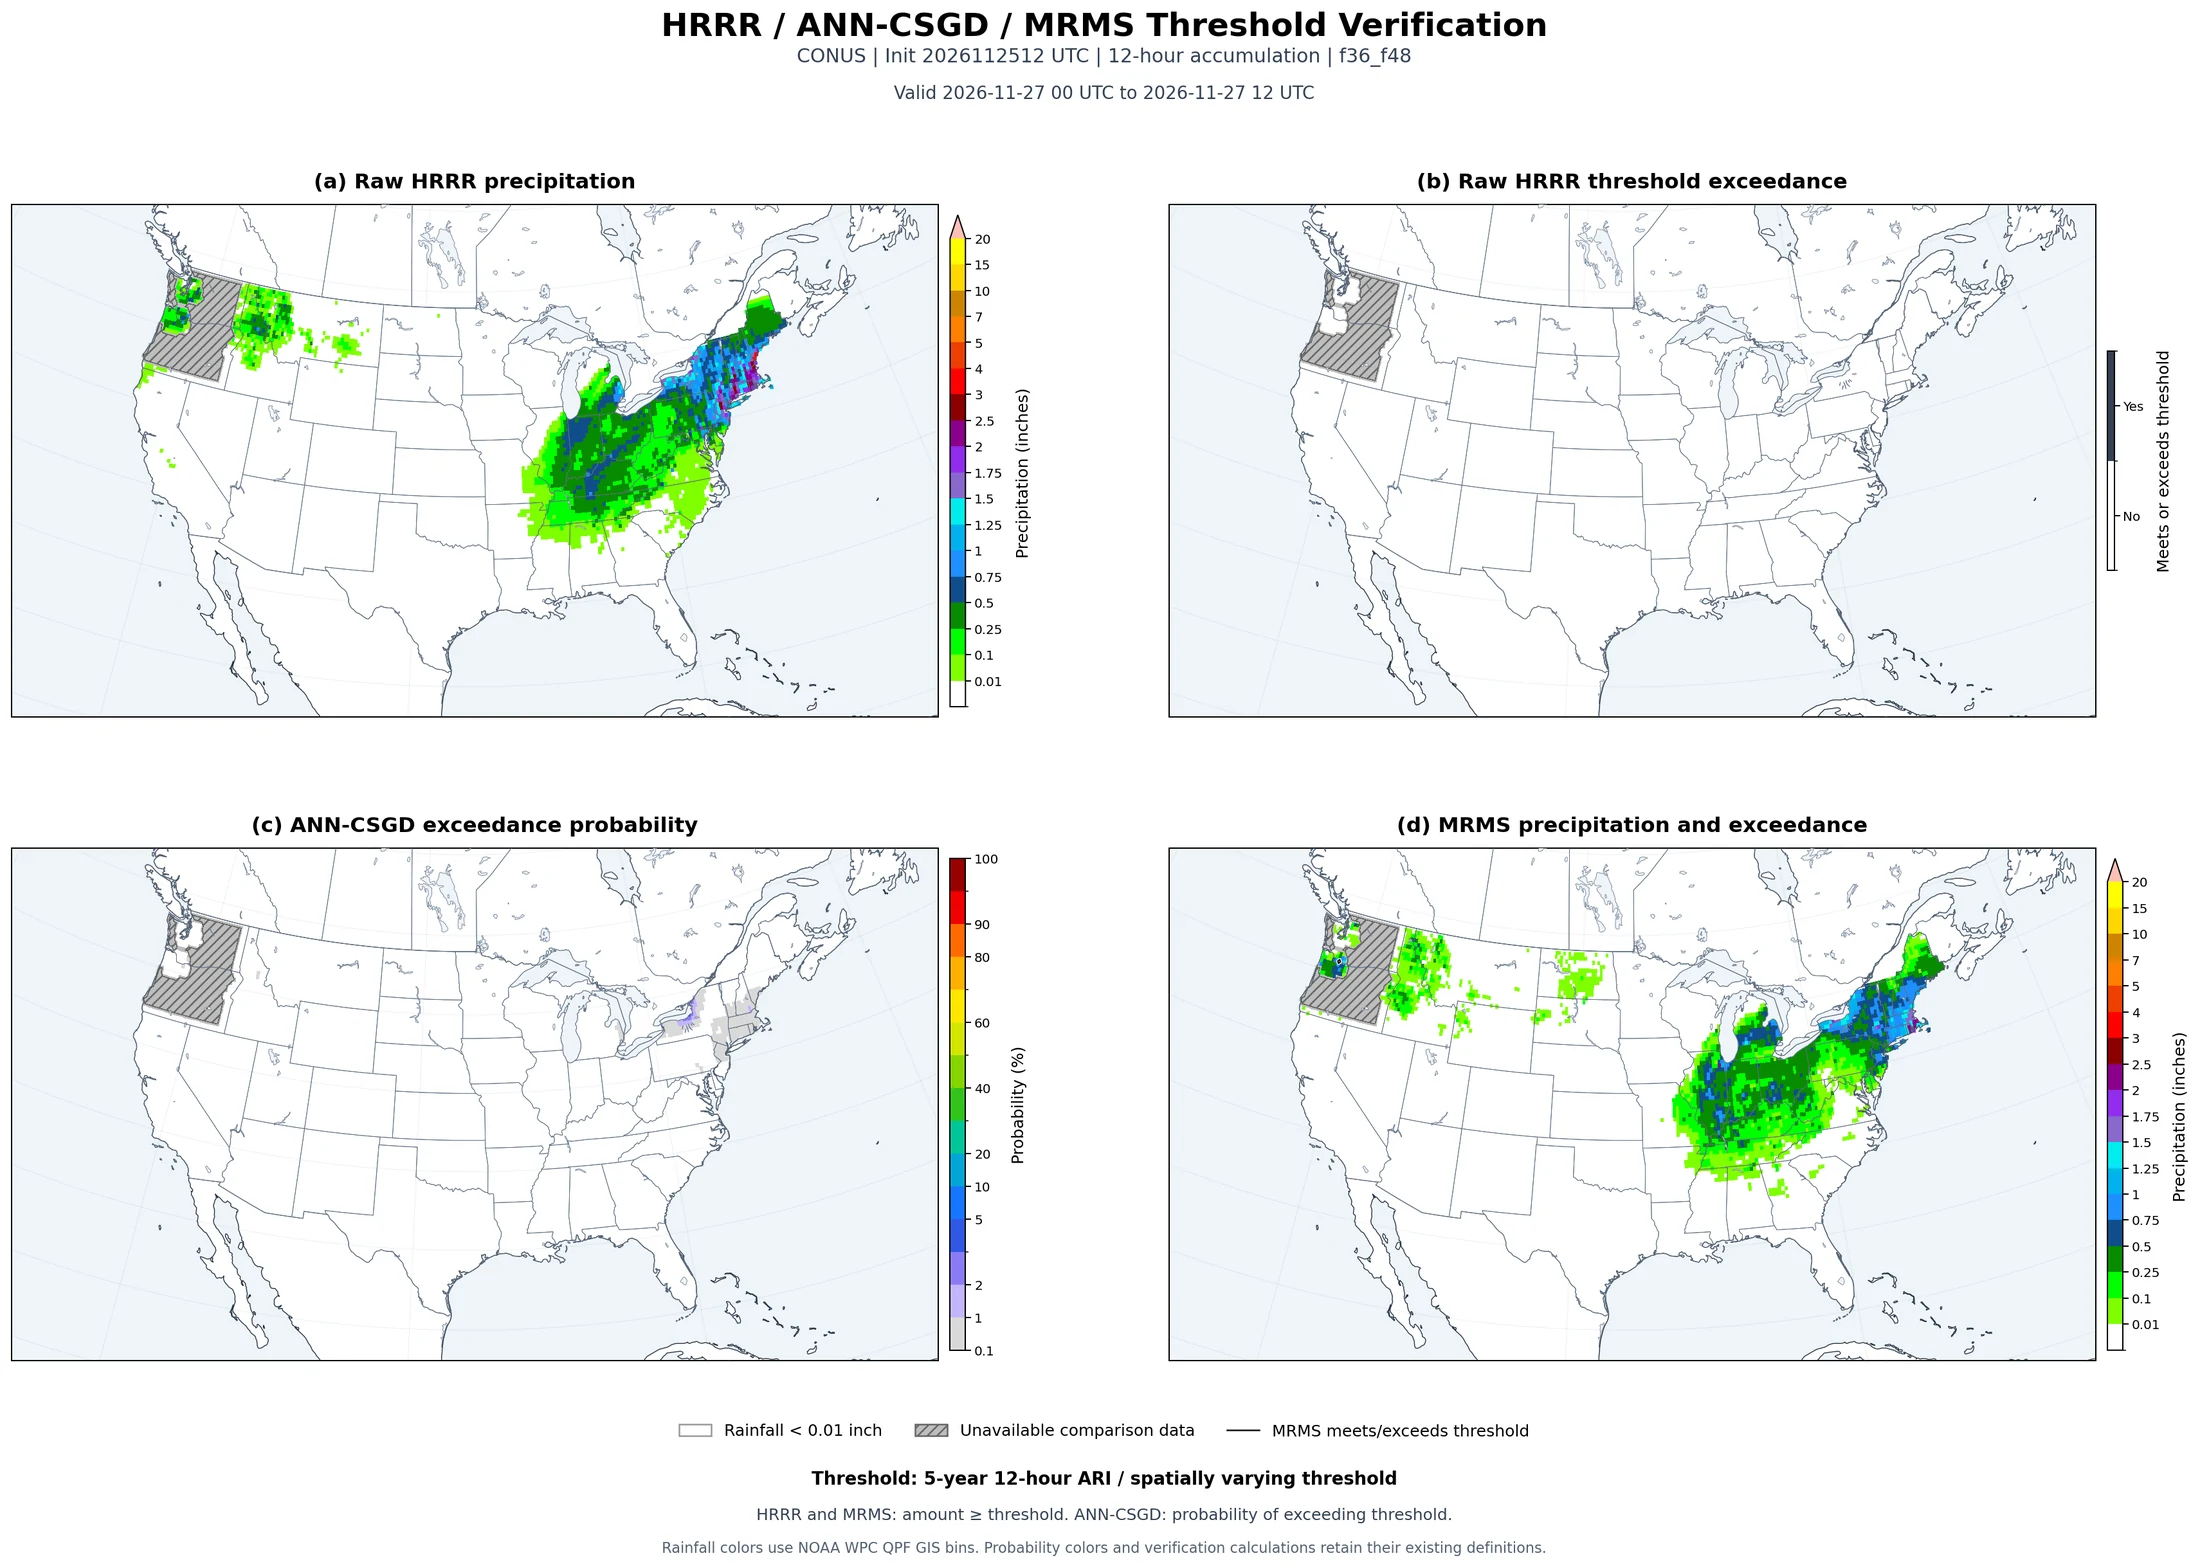 HRRR / ANN-CSGD / MRMS Threshold Verification
CONUS | Init 2026112512 UTC | 12-hour accumulation | f36_f48
Valid 2026-11-27 00 UTC to 2026-11-27 12 UTC
(a) Raw HRRR precipitation
20
15
10
7
5
4
3
2.5
2
1.75
1.5
1.25
1
0.75
0.5
0.25
0.1
0.01
Precipitation (inches)
(b) Raw HRRR threshold exceedance
Yes
No
Meets or exceeds threshold
(c) ANN-CSGD exceedance probability
100
90
80
60
40
20
10
5
2
1
0.1
Probability (%)
(d) MRMS precipitation and exceedance
20
15
10
7
5
4
3
2.5
2
1.75
1.5
1.25
1
0.75
0.5
0.25
0.1
0.01
Precipitation (inches)
Rainfall < 0.01 inch
Unavailable comparison data
MRMS meets/exceeds threshold
Threshold: 5-year 12-hour ARI / spatially varying threshold
HRRR and MRMS: amount ≥ threshold. ANN-CSGD: probability of exceeding threshold.
Rainfall colors use NOAA WPC QPF GIS bins. Probability colors and verification calculations retain their existing definitions.